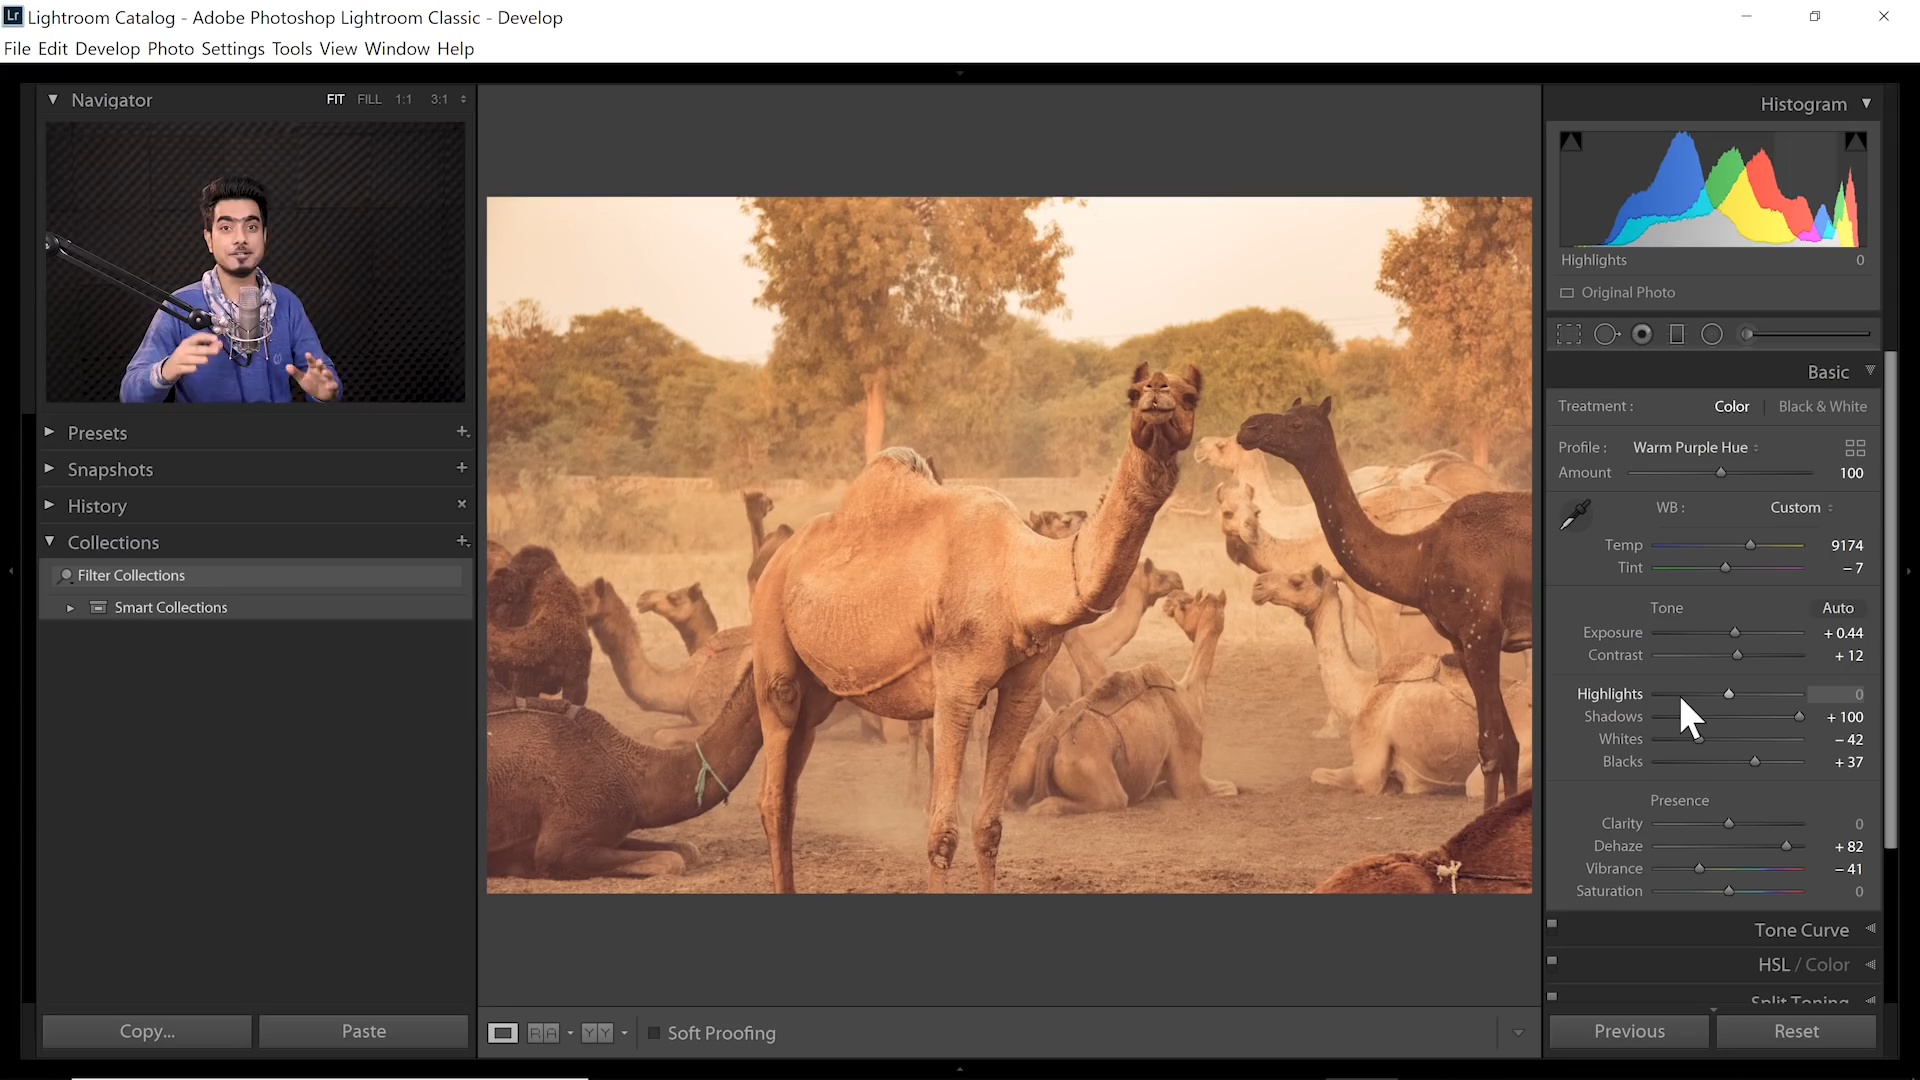 Lr Lightroom Catalog - Adobe Photoshop Lightroom Classic - Develop
File Edit Develop Photo Settings Tools View Window Help
Navigator FIT FILL 1:1 3:1
Presets
Snapshots
History
Collections
Filter Collections
Smart Collections
Copy... Paste
R A Y Y Soft Proofing
Histogram
Highlights 0
Original Photo
Basic
Treatment : Color Black & White
Profile : Warm Purple Hue
Amount 100
WB : Custom
Temp 9174
Tint – 7
Tone Auto
Exposure + 0.44
Contrast + 12
Highlights 0
Shadows + 100
Whites – 42
Blacks + 37
Presence
Clarity 0
Dehaze + 82
Vibrance – 41
Saturation 0
Tone Curve
HSL / Color
Split Toning
Previous Reset